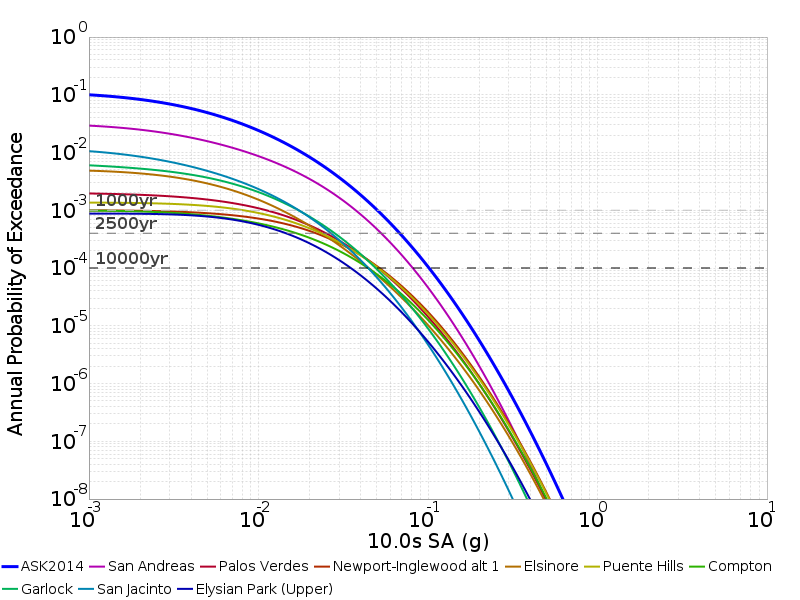 10^0
10^-1
10^-2
10^-3
10^-4
10^-5
10^-6
10^-7
10^-8
Annual Probability of Exceedance
1000yr
2500yr
10000yr
10^-3 10^-2 10^-1 10^0 10^1
10.0s SA (g)
ASK2014 San Andreas Palos Verdes Newport-Inglewood alt 1 Elsinore Puente Hills Compton
Garlock San Jacinto Elysian Park (Upper)